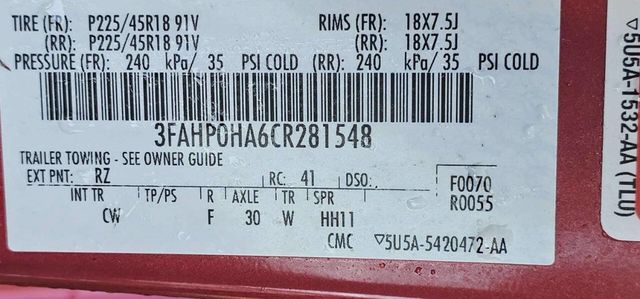 TIRE (FR): P225/45R18 91V RIMS (FR): 18X7.5J
(RR): P225/45R18 91V (RR): 18X7.5J
PRESSURE (FR): 240 kPa/ 35 PSI COLD (RR): 240 kPa/ 35 PSI COLD
3FAHP0HA6CR281548
TRAILER TOWING - SEE OWNER GUIDE
EXT PNT: RZ RC: 41 DSO: F0070
INT TR TP/PS R AXLE TR SPR R0055
CW F 30 W HH11
CMC ▽5U5A-5420472-AA
▽5U5A-1532-AA (TLU)